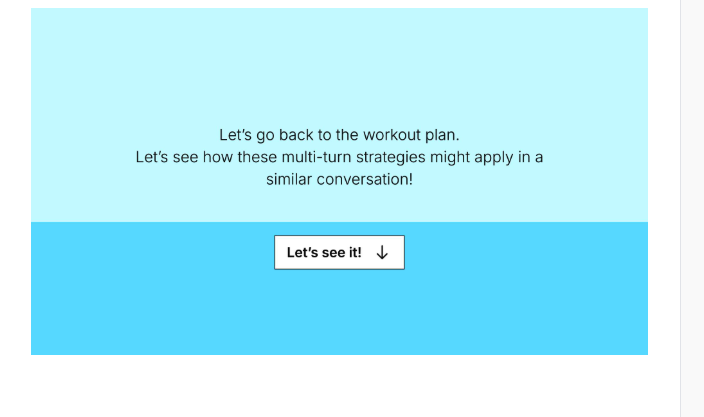 Let’s go back to the workout plan.
Let’s see how these multi-turn strategies might apply in a
similar conversation!
Let’s see it!